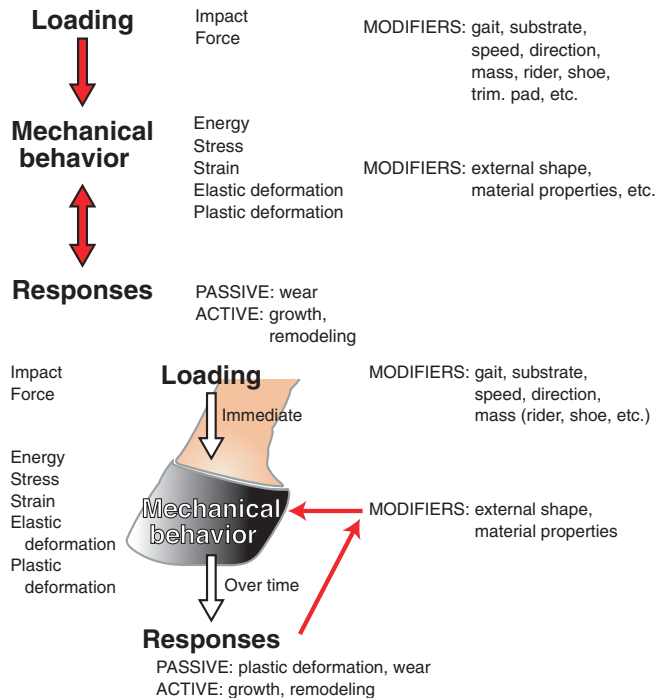 Loading
Impact
Force
MODIFIERS: gait, substrate,
speed, direction,
mass, rider, shoe,
trim. pad, etc.
Mechanical
behavior
Energy
Stress
Strain
Elastic deformation
Plastic deformation
MODIFIERS: external shape,
material properties, etc.
Responses
PASSIVE: wear
ACTIVE: growth,
remodeling
Impact
Force
Loading
Immediate
MODIFIERS: gait, substrate,
speed, direction,
mass (rider, shoe, etc.)
Energy
Stress
Strain
Elastic
deformation
Plastic
deformation
Mechanical
behavior
MODIFIERS: external shape,
material properties
Over time
Responses
PASSIVE: plastic deformation, wear
ACTIVE: growth, remodeling